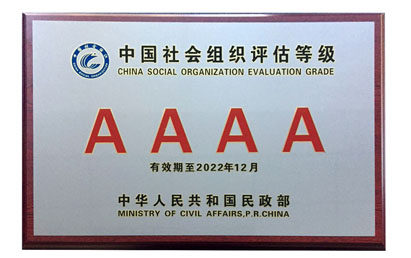 中国社会组织评估等级
CHINA SOCIAL ORGANIZATION EVALUATION GRADE
AAAA
有效期至2022年12月
中华人民共和国民政部
MINISTRY OF CIVIL AFFAIRS,P.R.CHINA